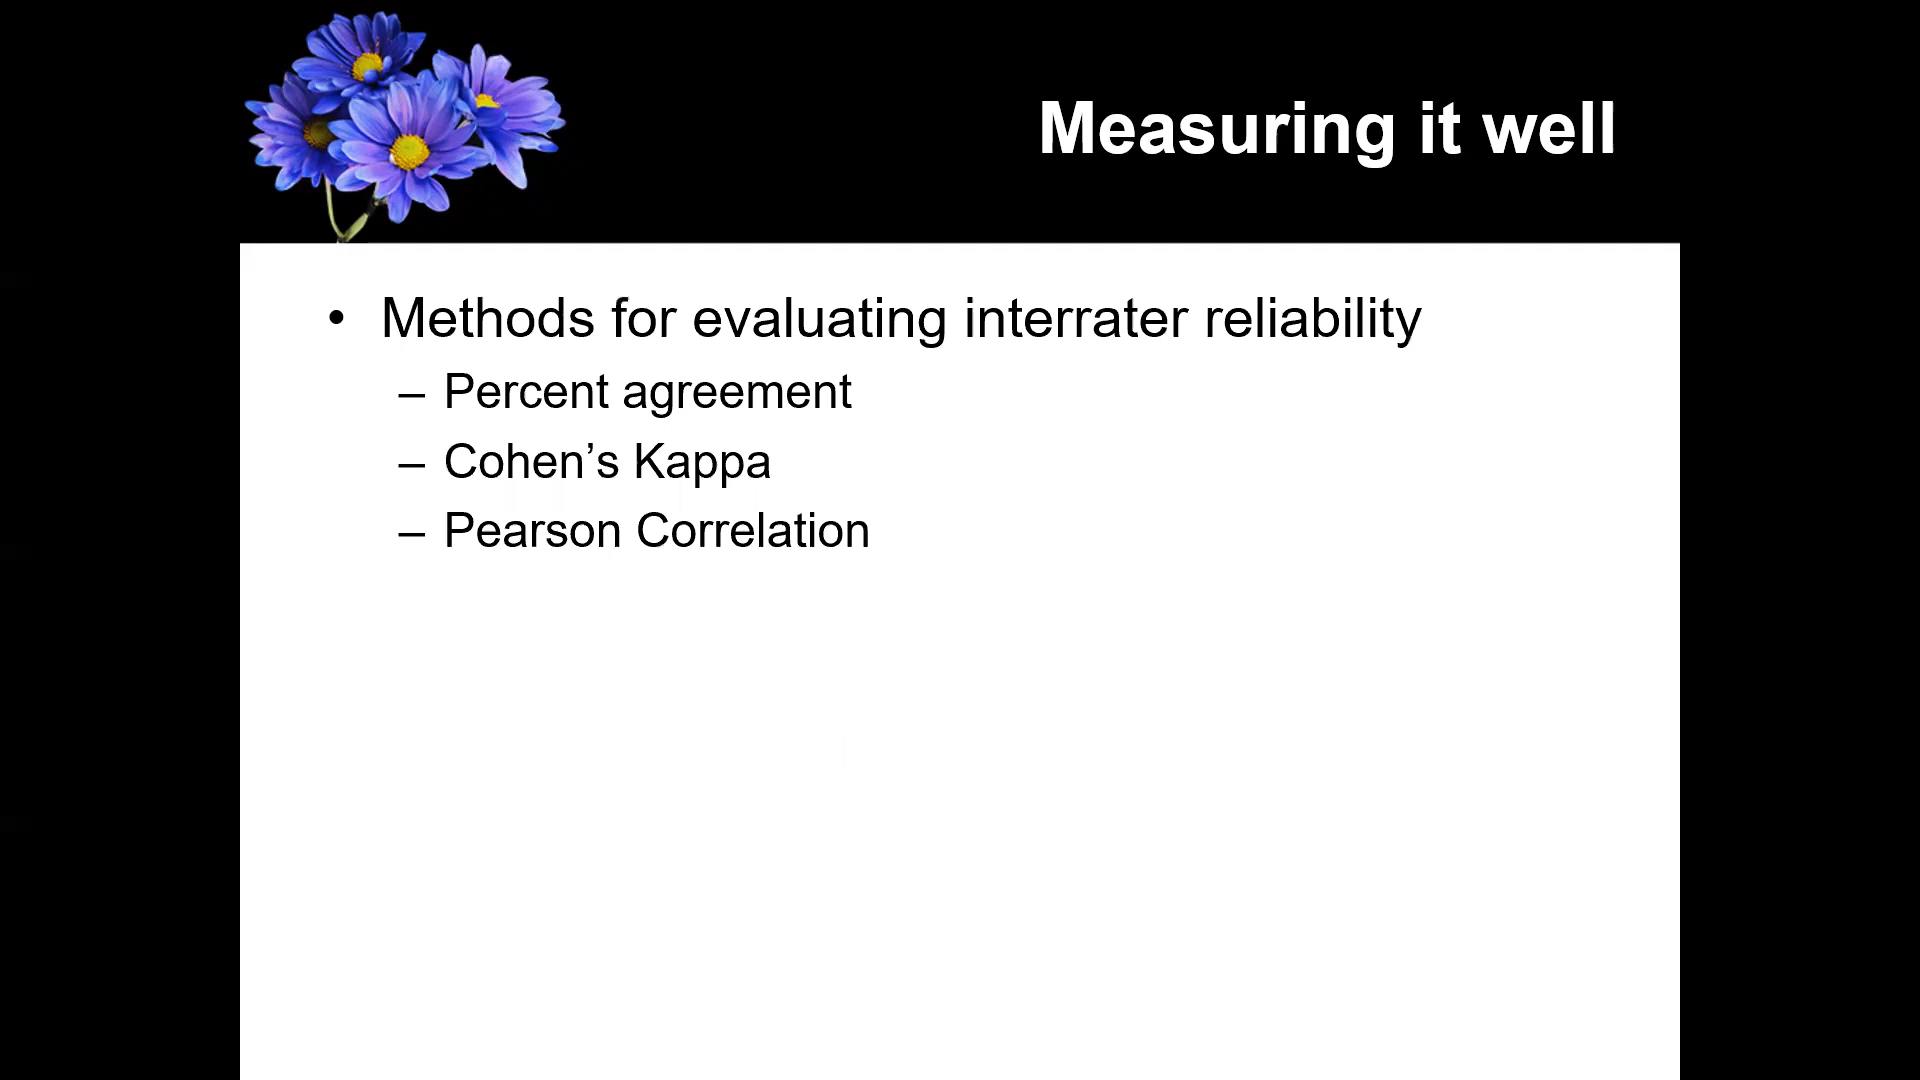 Measuring it well
• Methods for evaluating interrater reliability
– Percent agreement
– Cohen’s Kappa
– Pearson Correlation